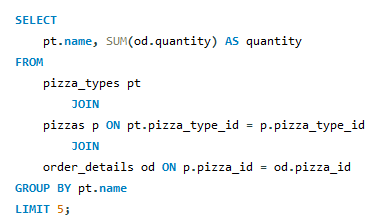 SELECT
pt.name, SUM(od.quantity) AS quantity
FROM
pizza_types pt
JOIN
pizzas p ON pt.pizza_type_id = p.pizza_type_id
JOIN
order_details od ON p.pizza_id = od.pizza_id
GROUP BY pt.name
LIMIT 5;